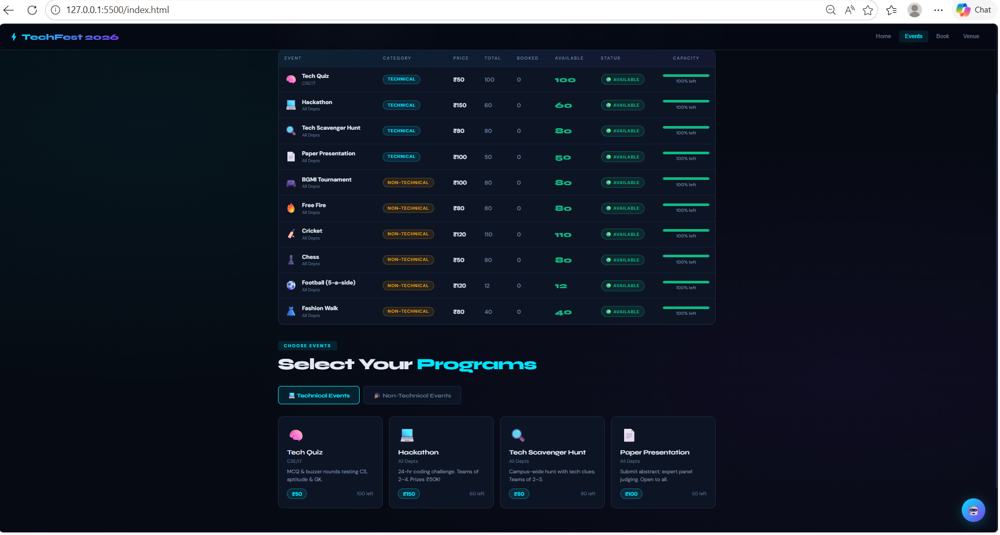 127.0.0.1:5500/index.html
Chat
TechFest 2026
Home Events Book Venue
EVENT CATEGORY PRICE TOTAL BOOKED AVAILABLE STATUS CAPACITY
Tech Quiz TECHNICAL ₹50 100 0 100 AVAILABLE 100% left
CSE/IT
Hackathon TECHNICAL ₹150 60 0 60 AVAILABLE 100% left
All Depts
Tech Scavenger Hunt TECHNICAL ₹80 80 0 80 AVAILABLE 100% left
All Depts
Paper Presentation TECHNICAL ₹100 50 0 50 AVAILABLE 100% left
All Depts
BGMI Tournament NON-TECHNICAL ₹100 80 0 80 AVAILABLE 100% left
All Depts
Free Fire NON-TECHNICAL ₹80 80 0 80 AVAILABLE 100% left
All Depts
Cricket NON-TECHNICAL ₹120 110 0 110 AVAILABLE 100% left
All Depts
Chess NON-TECHNICAL ₹50 80 0 80 AVAILABLE 100% left
All Depts
Football (5-a-side) NON-TECHNICAL ₹120 12 0 12 AVAILABLE 100% left
All Depts
Fashion Walk NON-TECHNICAL ₹80 40 0 40 AVAILABLE 100% left
All Depts
CHOOSE EVENTS
Select Your Programs
Technical Events Non-Technical Events
Tech Quiz
CSE/IT
MCQ & buzzer rounds testing CS,
aptitude & GK.
₹50 100 left
Hackathon
All Depts
24-hr coding challenge. Teams of
2–4. Prizes ₹50K!
₹150 60 left
Tech Scavenger Hunt
All Depts
Campus-wide hunt with tech clues.
Teams of 2–3.
₹80 80 left
Paper Presentation
All Depts
Submit abstract; expert panel
judging. Open to all.
₹100 50 left